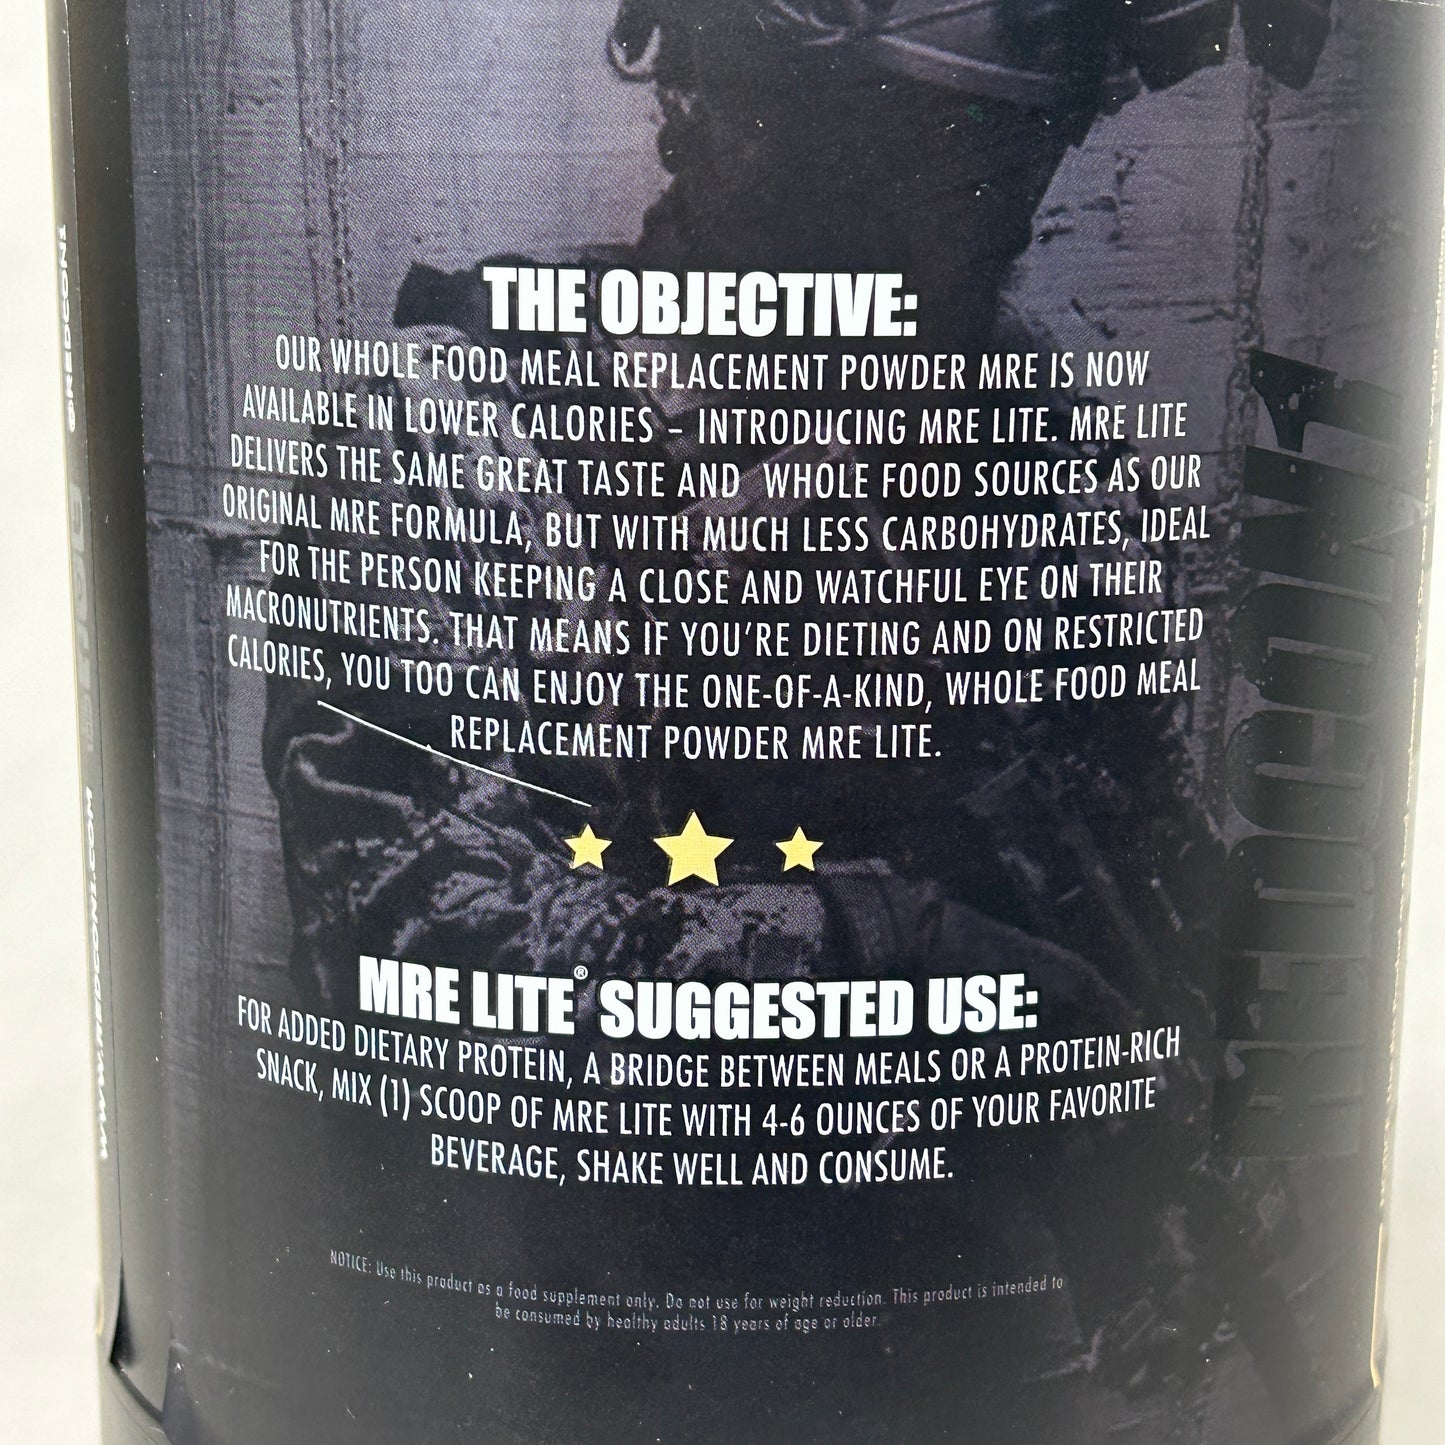 THE OBJECTIVE:
OUR WHOLE FOOD MEAL REPLACEMENT POWDER MRE IS NOW
AVAILABLE IN LOWER CALORIES – INTRODUCING MRE LITE. MRE LITE
DELIVERS THE SAME GREAT TASTE AND WHOLE FOOD SOURCES AS OUR
ORIGINAL MRE FORMULA, BUT WITH MUCH LESS CARBOHYDRATES, IDEAL
FOR THE PERSON KEEPING A CLOSE AND WATCHFUL EYE ON THEIR
MACRONUTRIENTS. THAT MEANS IF YOU'RE DIETING AND ON RESTRICTED
CALORIES, YOU TOO CAN ENJOY THE ONE-OF-A-KIND, WHOLE FOOD MEAL
REPLACEMENT POWDER MRE LITE.
MRE LITE® SUGGESTED USE:
FOR ADDED DIETARY PROTEIN, A BRIDGE BETWEEN MEALS OR A PROTEIN-RICH
SNACK, MIX (1) SCOOP OF MRE LITE WITH 4-6 OUNCES OF YOUR FAVORITE
BEVERAGE, SHAKE WELL AND CONSUME.
NOTICE: Use this product as a food supplement only. Do not use for weight reduction. This product is intended to
be consumed by healthy adults 18 years of age or older.
REDCON1
@REDCON1